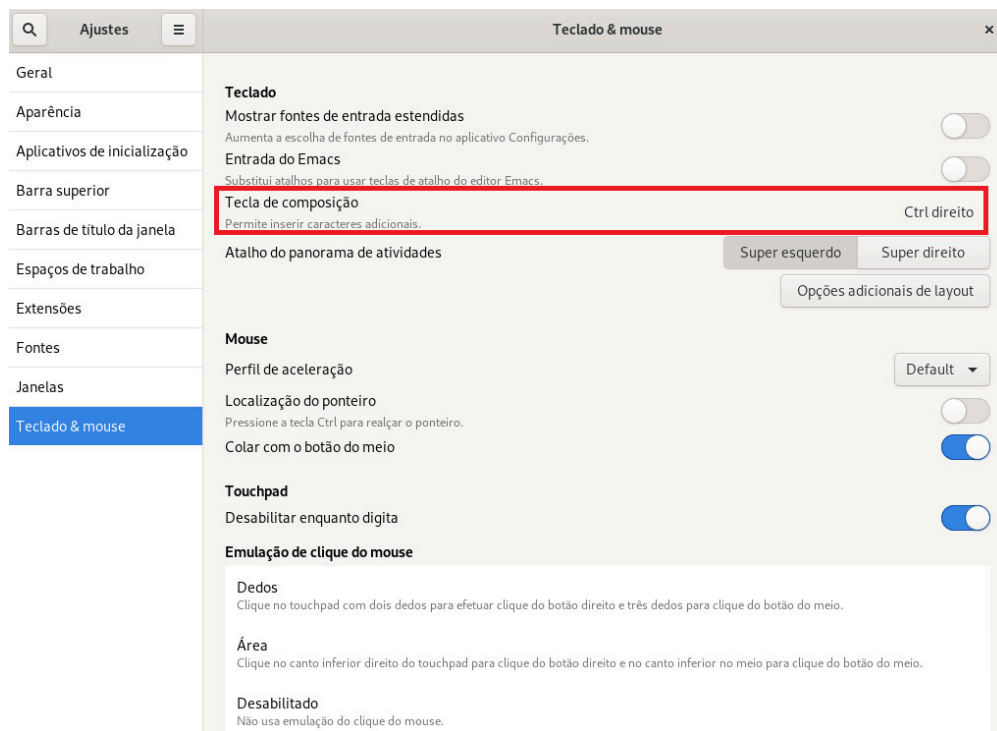 Ajustes
Teclado & mouse
Geral
Aparência
Aplicativos de inicialização
Barra superior
Barras de título da janela
Espaços de trabalho
Extensões
Fontes
Janelas
Teclado & mouse
Teclado
Mostrar fontes de entrada estendidas
Aumenta a escolha de fontes de entrada no aplicativo Configurações.
Entrada do Emacs
Substitui atalhos para usar teclas de atalho do editor Emacs.
Tecla de composição
Permite inserir caracteres adicionais.
Ctrl direito
Atalho do panorama de atividades
Super esquerdo
Super direito
Opções adicionais de layout
Mouse
Perfil de aceleração
Default
Localização do ponteiro
Pressione a tecla Ctrl para realçar o ponteiro.
Colar com o botão do meio
Touchpad
Desabilitar enquanto digita
Emulação de clique do mouse
Dedos
Clique no touchpad com dois dedos para efetuar clique do botão direito e três dedos para clique do botão do meio.
Área
Clique no canto inferior direito do touchpad para clique do botão direito e no canto inferior no meio para clique do botão do meio.
Desabilitado
Não usa emulação do clique do mouse.